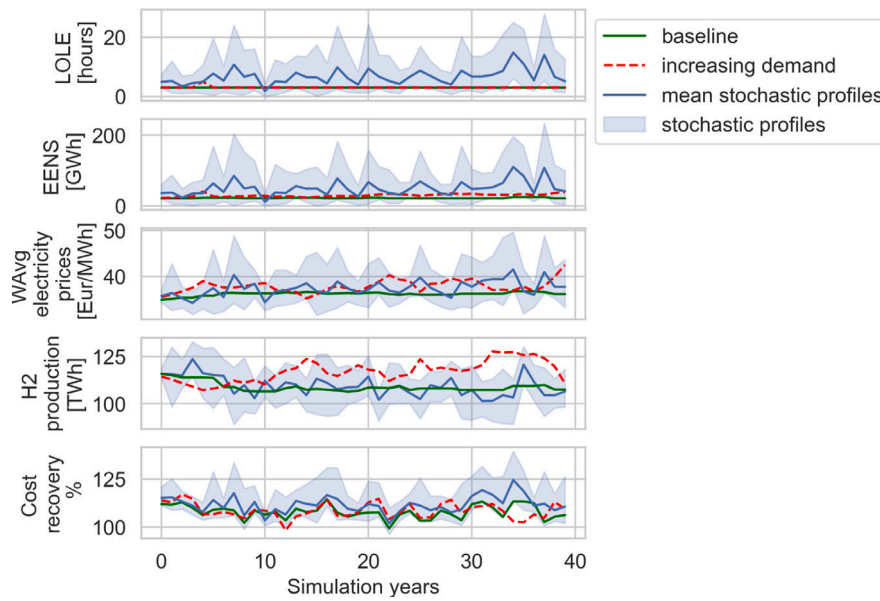 LOLE
[hours]
20
0
EENS
[GWh]
200
0
WAvg
electricity
prices
[Eur/MWh]
50
40
H2
production
[TWh]
125
100
Cost
recovery
%
125
100
0
10
20
30
40
Simulation years
baseline
increasing demand
mean stochastic profiles
stochastic profiles